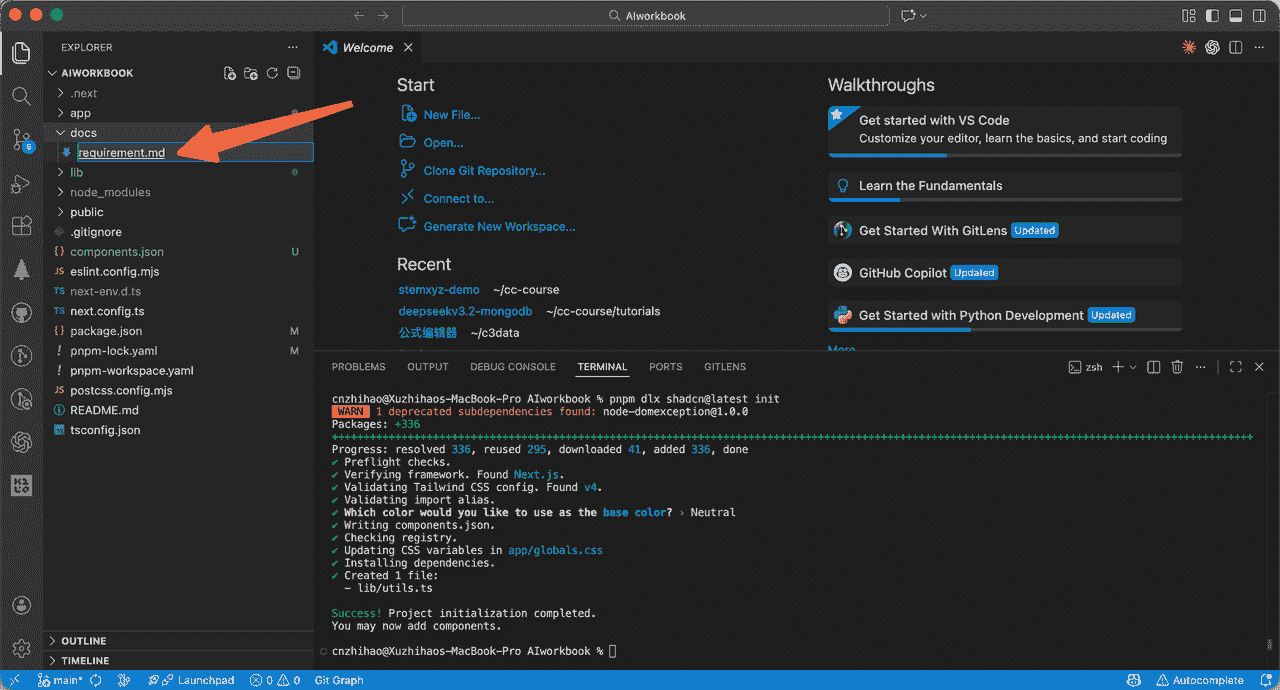 AIworkbook
EXPLORER
AIWORKBOOK
.next
app
docs
requirement.md
lib
node_modules
public
.gitignore
components.json U
eslint.config.mjs
next-env.d.ts
next.config.ts
package.json M
pnpm-lock.yaml M
pnpm-workspace.yaml
postcss.config.mjs
README.md
tsconfig.json
OUTLINE
TIMELINE
6
Welcome
Start
New File...
Open...
Clone Git Repository...
Connect to...
Generate New Workspace...
Recent
stemxyz-demo ~/cc-course
deepseekv3.2-mongodb ~/cc-course/tutorials
公式编辑器 ~/c3data
Walkthroughs
Get started with VS Code
Customize your editor, learn the basics, and start coding
Learn the Fundamentals
Get Started With GitLens Updated
GitHub Copilot Updated
Get Started with Python Development Updated
More...
PROBLEMS OUTPUT DEBUG CONSOLE TERMINAL PORTS GITLENS zsh
cnzhihao@Xuzhihaos-MacBook-Pro AIworkbook % pnpm dlx shadcn@latest init
WARN 1 deprecated subdependencies found: node-domexception@1.0.0
Packages: +336
++++++++++++++++++++++++++++++++++++++++++++++++++++++++++++++++++++++++++++++++++++++++++++++++++++++++++++++++++++++++++++++++++++++++++++++++++
Progress: resolved 336, reused 295, downloaded 41, added 336, done
✔ Preflight checks.
✔ Verifying framework. Found Next.js.
✔ Validating Tailwind CSS config. Found v4.
✔ Validating import alias.
✔ Which color would you like to use as the base color? › Neutral
✔ Writing components.json.
✔ Checking registry.
✔ Updating CSS variables in app/globals.css
✔ Installing dependencies.
✔ Created 1 file:
- lib/utils.ts
Success! Project initialization completed.
You may now add components.
cnzhihao@Xuzhihaos-MacBook-Pro AIworkbook %
main* Launchpad 0 0 Git Graph Autocomplete